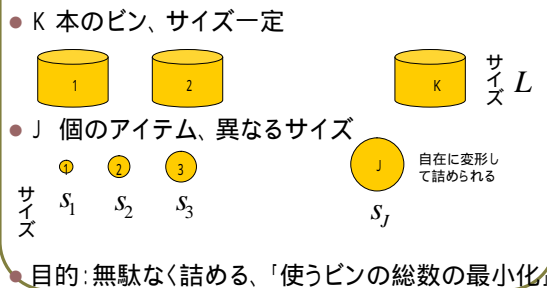 ● K 本のビン、サイズ一定
1 2 K サイズ L
● J 個のアイテム、異なるサイズ
1 2 3 J 自在に変形し
て詰められる
サイズ s1 s2 s3 sJ
● 目的:無駄なく詰める、「使うビンの総数の最小化」